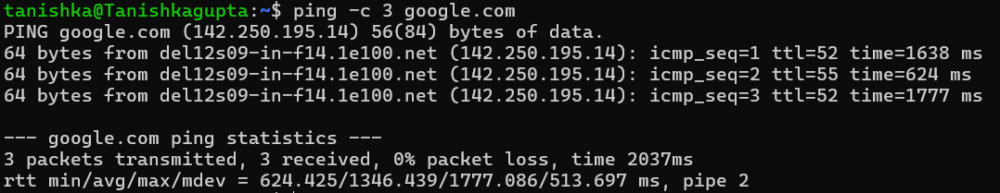 tanishka@Tanishkagupta:~$ ping -c 3 google.com
PING google.com (142.250.195.14) 56(84) bytes of data.
64 bytes from del12s09-in-f14.1e100.net (142.250.195.14): icmp_seq=1 ttl=52 time=1638 ms
64 bytes from del12s09-in-f14.1e100.net (142.250.195.14): icmp_seq=2 ttl=55 time=624 ms
64 bytes from del12s09-in-f14.1e100.net (142.250.195.14): icmp_seq=3 ttl=52 time=1777 ms

--- google.com ping statistics ---
3 packets transmitted, 3 received, 0% packet loss, time 2037ms
rtt min/avg/max/mdev = 624.425/1346.439/1777.086/513.697 ms, pipe 2